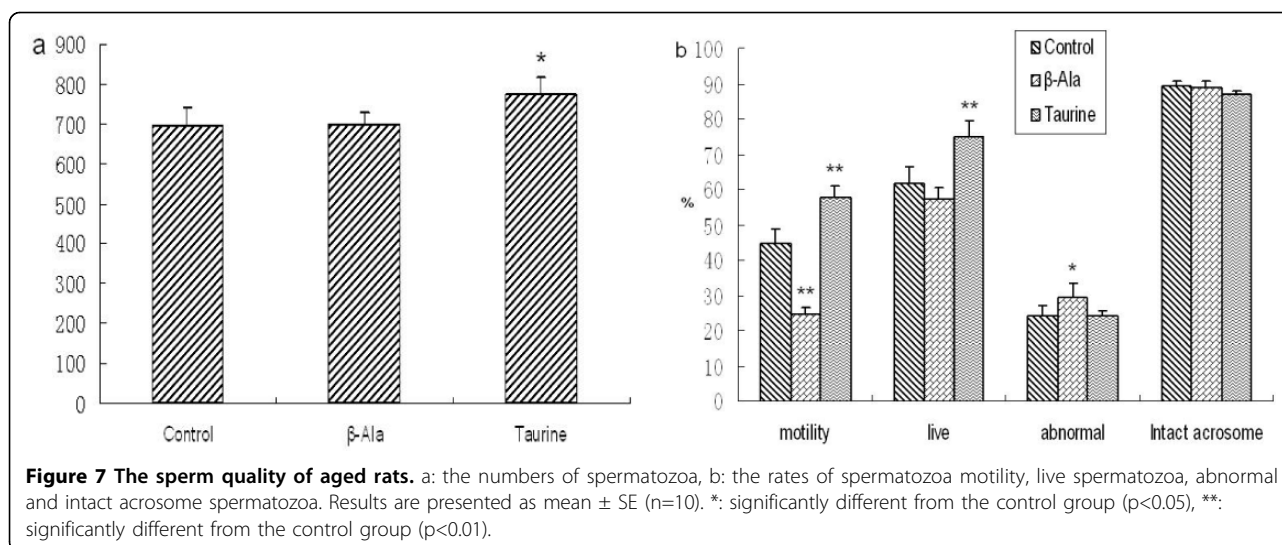 a
900
800
700
600
500
400
300
200
100
0
*
Control β-Ala Taurine
b
100
90
80
70
60
50
40
30
20
10
0
%
Control
β-Ala
Taurine
**
**
**
*
motility live abnormal Intact acrosome
Figure 7 The sperm quality of aged rats. a: the numbers of spermatozoa, b: the rates of spermatozoa motility, live spermatozoa, abnormal
and intact acrosome spermatozoa. Results are presented as mean ± SE (n=10). *: significantly different from the control group (p<0.05), **:
significantly different from the control group (p<0.01).